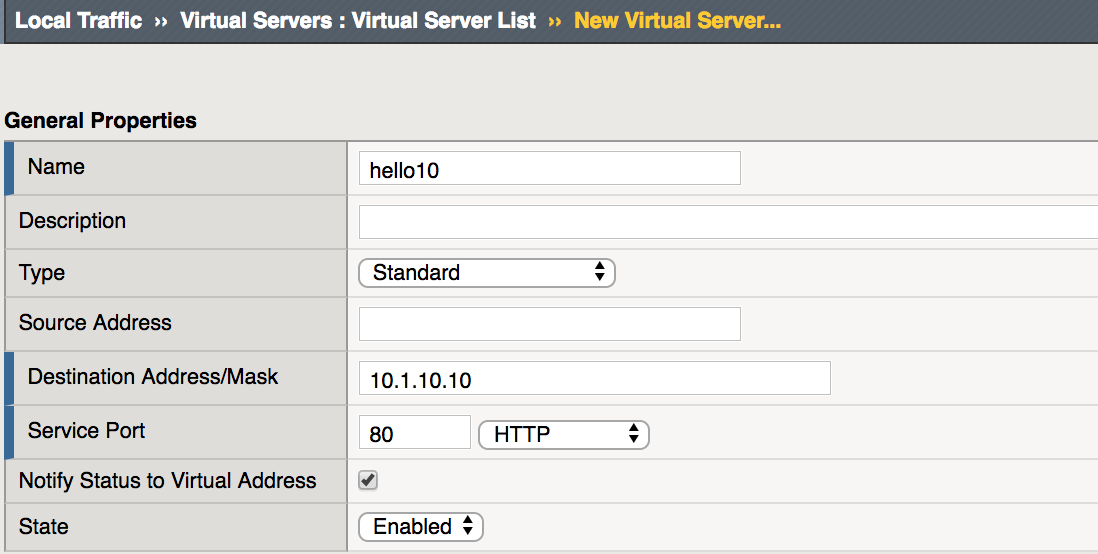 Local Traffic ›› Virtual Servers : Virtual Server List ›› New Virtual Server...
General Properties
Name hello10
Description
Type Standard
Source Address
Destination Address/Mask 10.1.10.10
Service Port 80 HTTP
Notify Status to Virtual Address
State Enabled